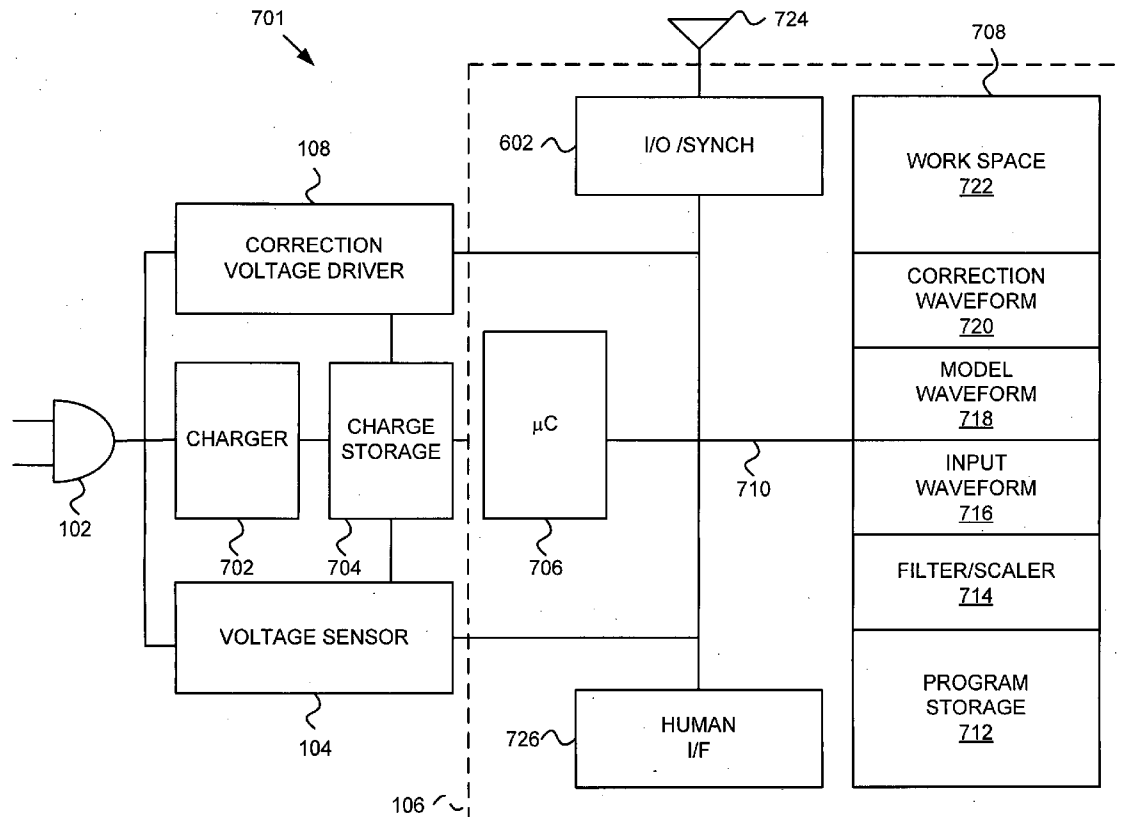 701
724
708
602
I/O /SYNCH
WORK SPACE
722
108
CORRECTION
VOLTAGE DRIVER
CORRECTION
WAVEFORM
720
MODEL
WAVEFORM
718
CHARGER
CHARGE
STORAGE
µC
710
INPUT
WAVEFORM
716
102
702
704
706
FILTER/SCALER
714
VOLTAGE SENSOR
104
PROGRAM
STORAGE
712
726
HUMAN
I/F
106